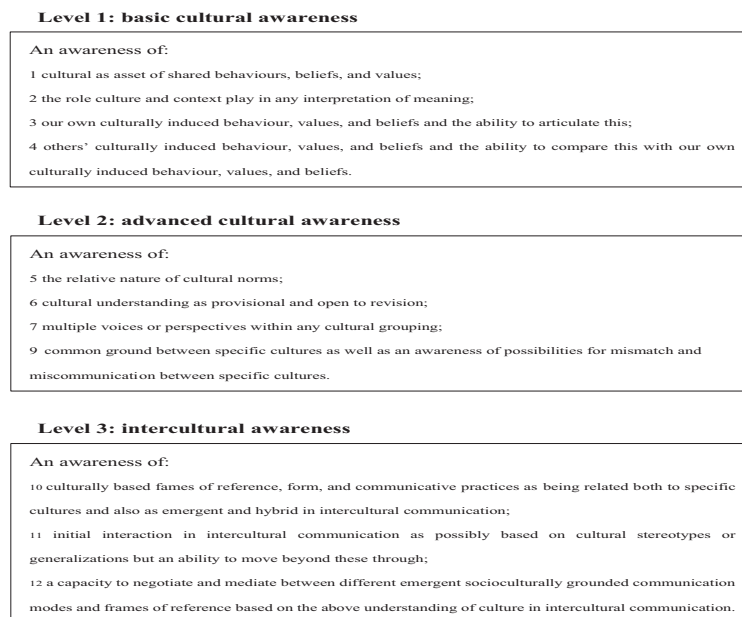 Level 1: basic cultural awareness
An awareness of:
1 cultural as asset of shared behaviours, beliefs, and values;
2 the role culture and context play in any interpretation of meaning;
3 our own culturally induced behaviour, values, and beliefs and the ability to articulate this;
4 others' culturally induced behaviour, values, and beliefs and the ability to compare this with our own
culturally induced behaviour, values, and beliefs.
Level 2: advanced cultural awareness
An awareness of:
5 the relative nature of cultural norms;
6 cultural understanding as provisional and open to revision;
7 multiple voices or perspectives within any cultural grouping;
9 common ground between specific cultures as well as an awareness of possibilities for mismatch and
miscommunication between specific cultures.
Level 3: intercultural awareness
An awareness of:
10 culturally based fames of reference, form, and communicative practices as being related both to specific
cultures and also as emergent and hybrid in intercultural communication;
11 initial interaction in intercultural communication as possibly based on cultural stereotypes or
generalizations but an ability to move beyond these through;
12 a capacity to negotiate and mediate between different emergent socioculturally grounded communication
modes and frames of reference based on the above understanding of culture in intercultural communication.